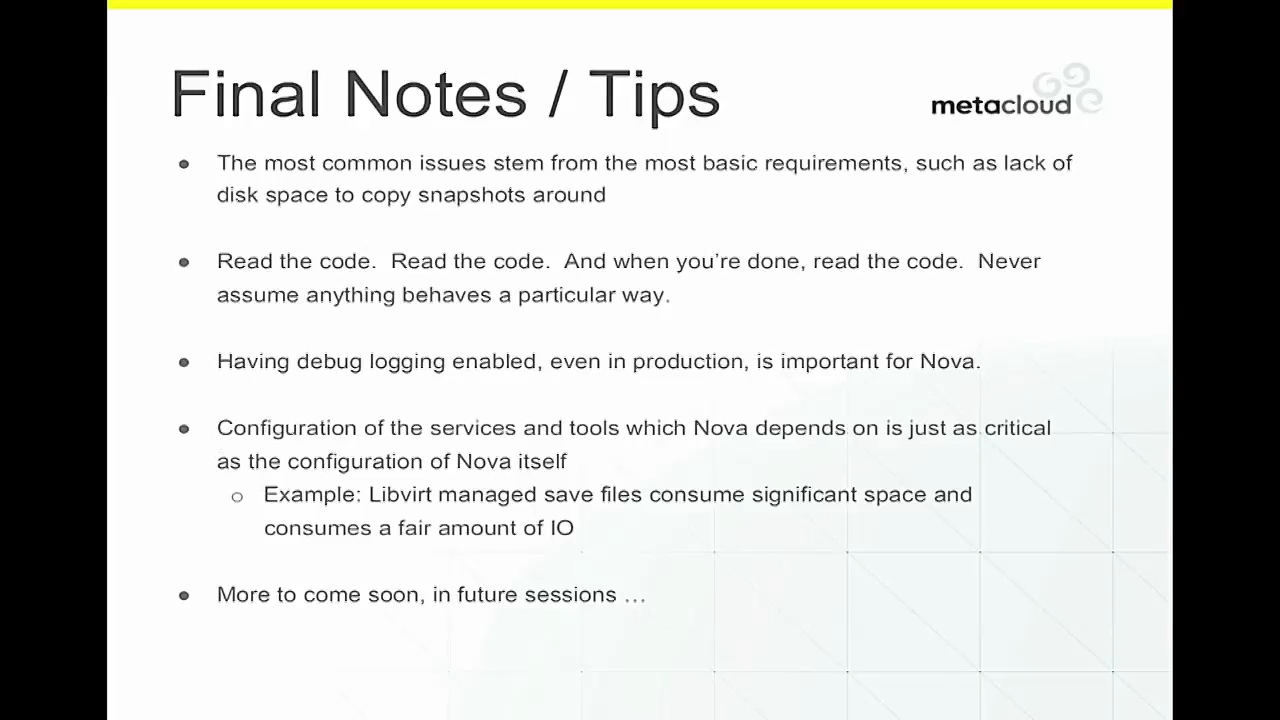 Final Notes / Tips
metacloud
● The most common issues stem from the most basic requirements, such as lack of
disk space to copy snapshots around
● Read the code.  Read the code.  And when you’re done, read the code.  Never
assume anything behaves a particular way.
● Having debug logging enabled, even in production, is important for Nova.
● Configuration of the services and tools which Nova depends on is just as critical
as the configuration of Nova itself
○ Example: Libvirt managed save files consume significant space and
consumes a fair amount of IO
● More to come soon, in future sessions …